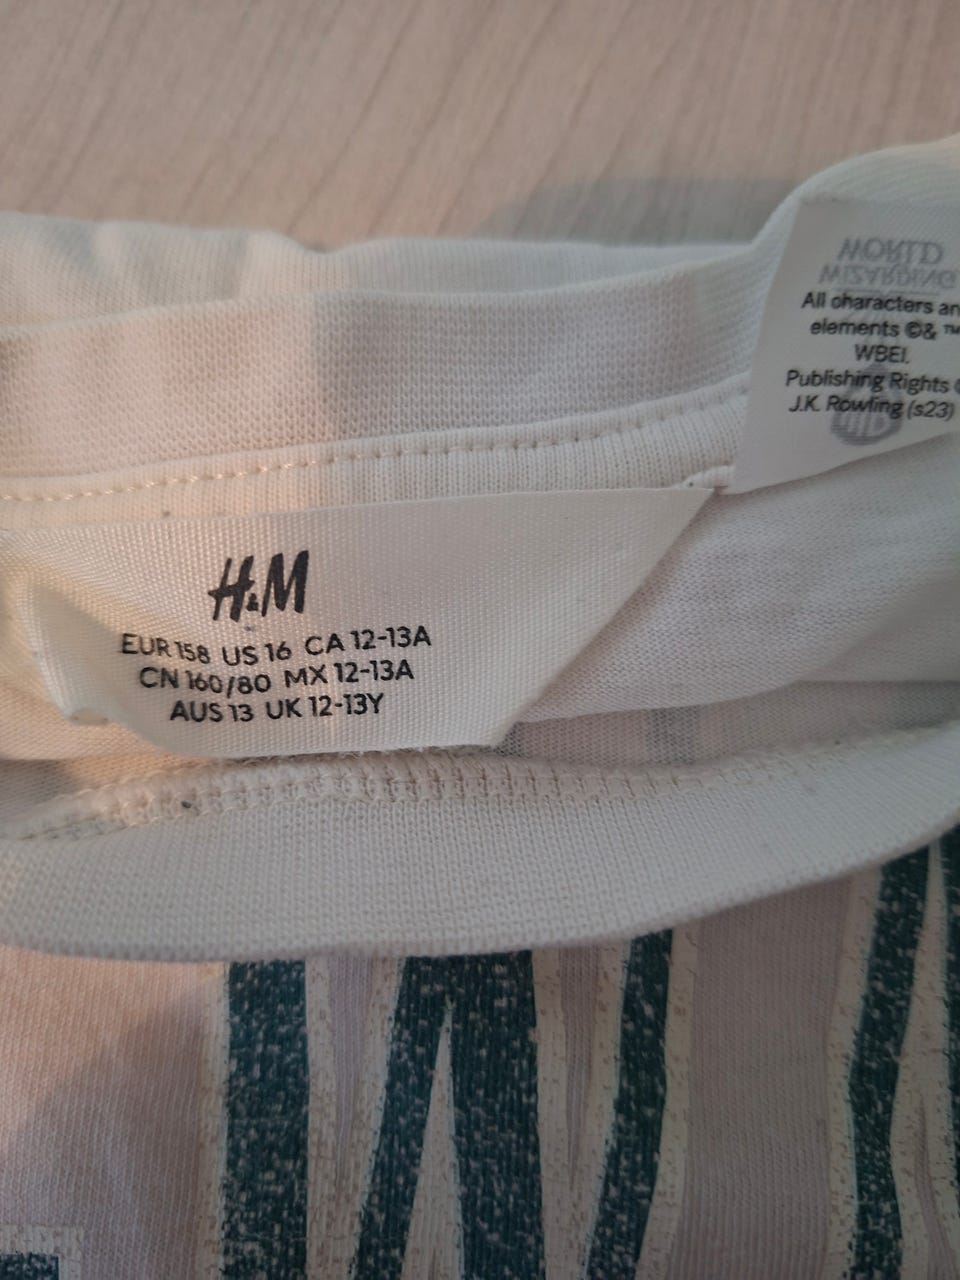 WORLD
WIZARDING
All characters an
elements ©& ™
WBEI.
Publishing Rights ©
J.K. Rowling (s23)
H&M
EUR 158 US 16 CA 12-13A
CN 160/80 MX 12-13A
AUS 13 UK 12-13Y